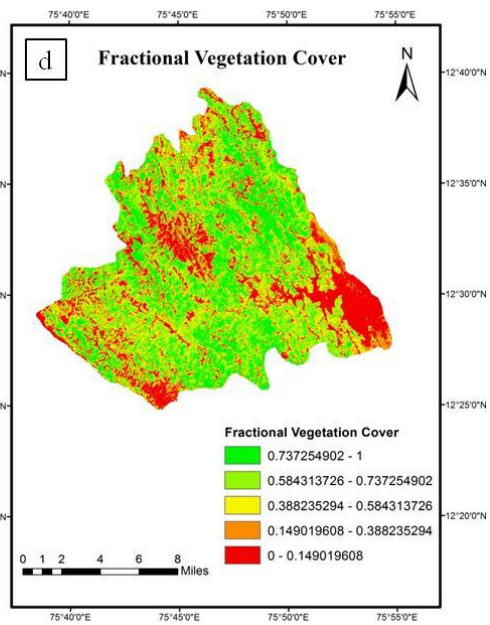 75°40'0"E 75°45'0"E 75°50'0"E 75°55'0"E
d
Fractional Vegetation Cover
N
12°40'0"N
12°35'0"N
12°30'0"N
12°25'0"N
12°20'0"N
N
N
N
N
N
Fractional Vegetation Cover
0.737254902 - 1
0.584313726 - 0.737254902
0.388235294 - 0.584313726
0.149019608 - 0.388235294
0 - 0.149019608
0 1 2 4 6 8
Miles
75°40'0"E 75°45'0"E 75°50'0"E 75°55'0"E